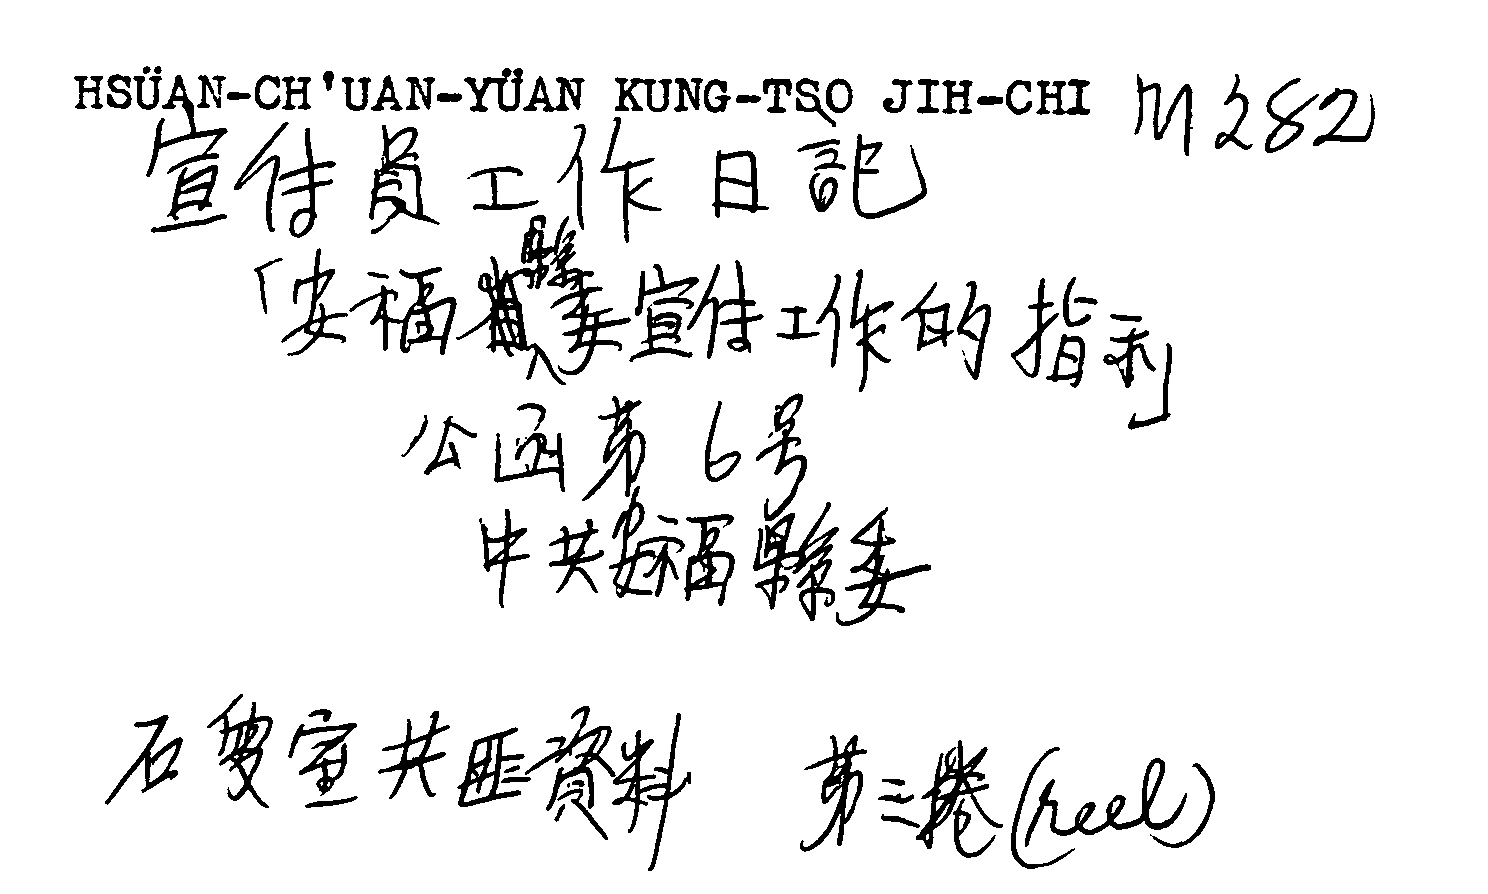 HSÜAN-CH'UAN-YÜAN KUNG-TSO JIH-CHI M282
宣传員工作日記
「安福縣委宣传工作的指示」
公函第6号
中共安福縣委
石叟室共匪資料 第三捲(reel)